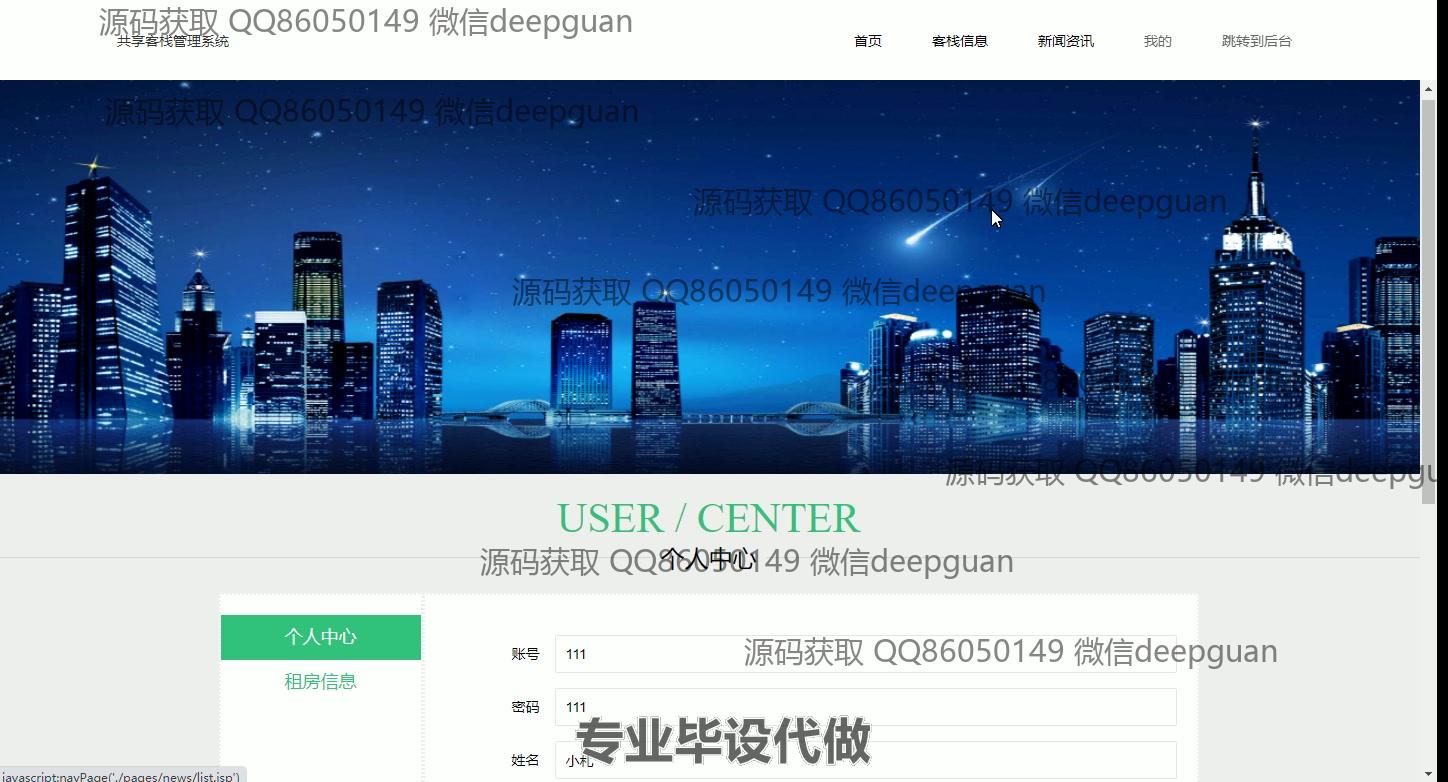 源码获取 QQ86050149 微信deepguan
共享客栈管理系统
首页 客栈信息 新闻资讯 我的 跳转到后台
源码获取 QQ86050149 微信deepguan
源码获取 QQ86050149 微信deepguan
源码获取 QQ86050149 微信deepguan
源码获取 QQ86050149 微信deepgu
USER / CENTER
个人中心
源码获取 QQ86050149 微信deepguan
个人中心
租房信息
账号 111
源码获取 QQ86050149 微信deepguan
密码 111
专业毕设代做
姓名 小礼
javascript:navPage('./pages/news/list.jsp')